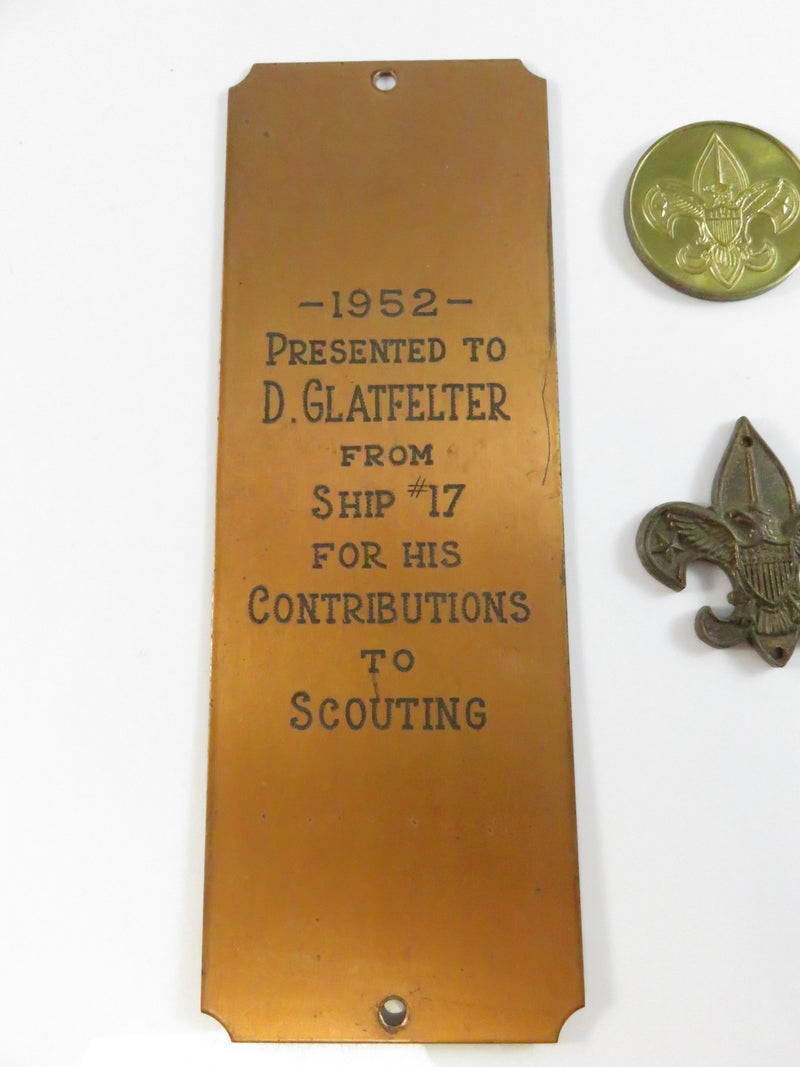 -1952-
PRESENTED TO
D. GLATFELTER
FROM
SHIP #17
FOR HIS
CONTRIBUTIONS
TO
SCOUTING